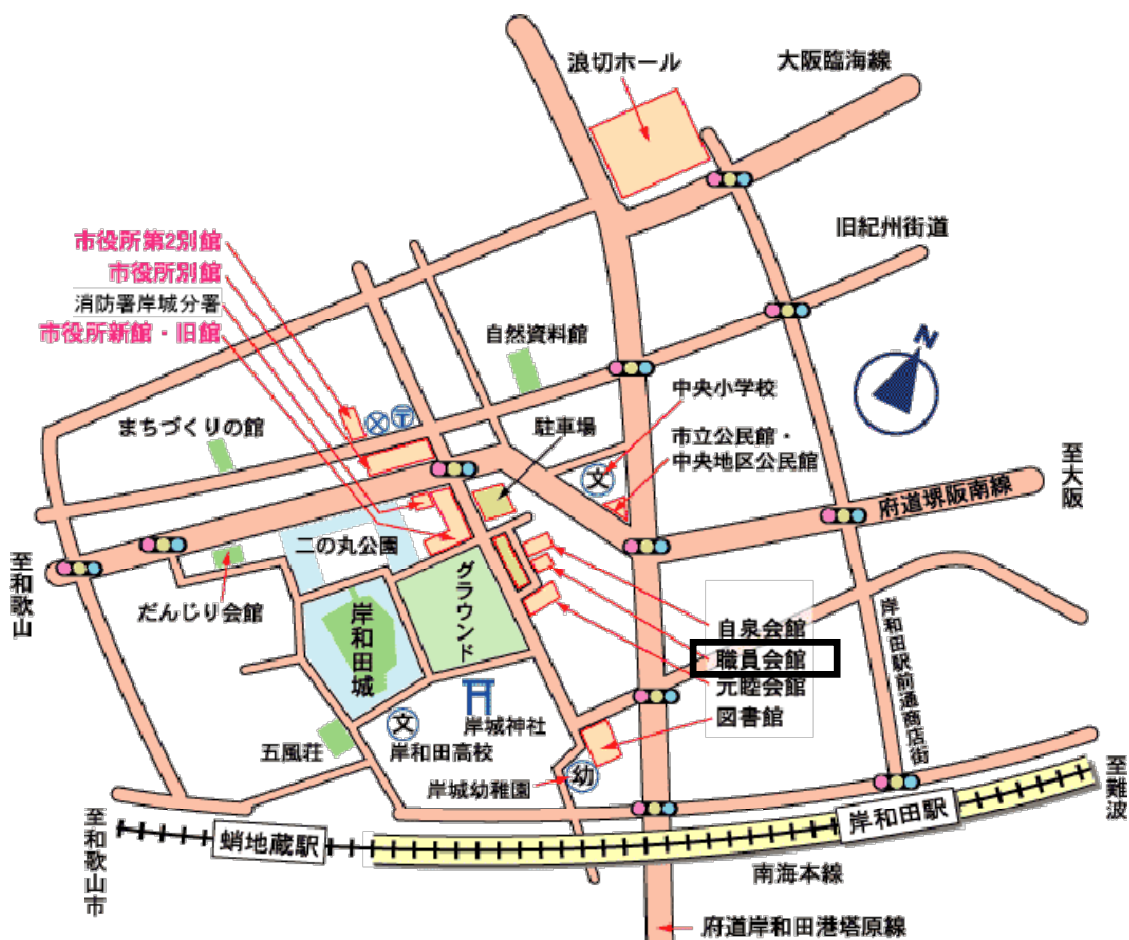 浪切ホール
大阪臨海線
旧紀州街道
市役所第2別館
市役所別館
消防署岸城分署
市役所新館・旧館
自然資料館
N
中央小学校
まちづくりの館
駐車場
市立公民館・
中央地区公民館
文
至大阪
府道堺阪南線
二の丸公園
至和歌山
だんじり会館
グラウンド
岸和田城
自泉会館
職員会館
元睦会館
図書館
岸和田駅前通商店街
岸城神社
文
岸和田高校
五風荘
岸城幼稚園
幼
至難波
至和歌山市
蛸地蔵駅
岸和田駅
南海本線
府道岸和田港塔原線